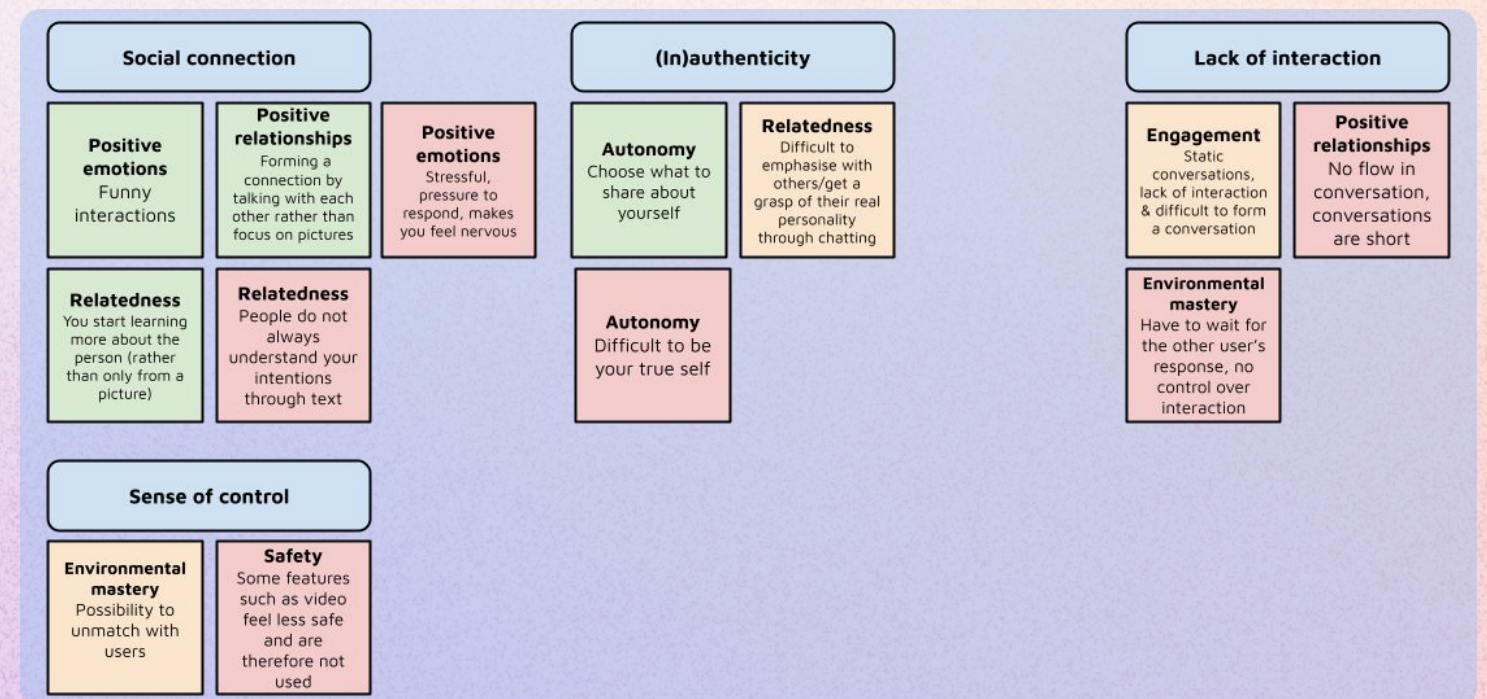 Social connection
Positive
emotions
Funny
interactions
Positive
relationships
Forming a
connection by
talking with each
other rather than
focus on pictures
Positive
emotions
Stressful,
pressure to
respond, makes
you feel nervous
Relatedness
You start learning
more about the
person (rather
than only from a
picture)
Relatedness
People do not
always
understand your
intentions
through text
(In)authenticity
Autonomy
Choose what to
share about
yourself
Relatedness
Difficult to
emphasise with
others/get a
grasp of their real
personality
through chatting
Autonomy
Difficult to be
your true self
Lack of interaction
Engagement
Static
conversations,
lack of interaction
& difficult to form
a conversation
Positive
relationships
No flow in
conversation,
conversations
are short
Environmental
mastery
Have to wait for
the other user's
response, no
control over
interaction
Sense of control
Environmental
mastery
Possibility to
unmatch with
users
Safety
Some features
such as video
feel less safe
and are
therefore not
used